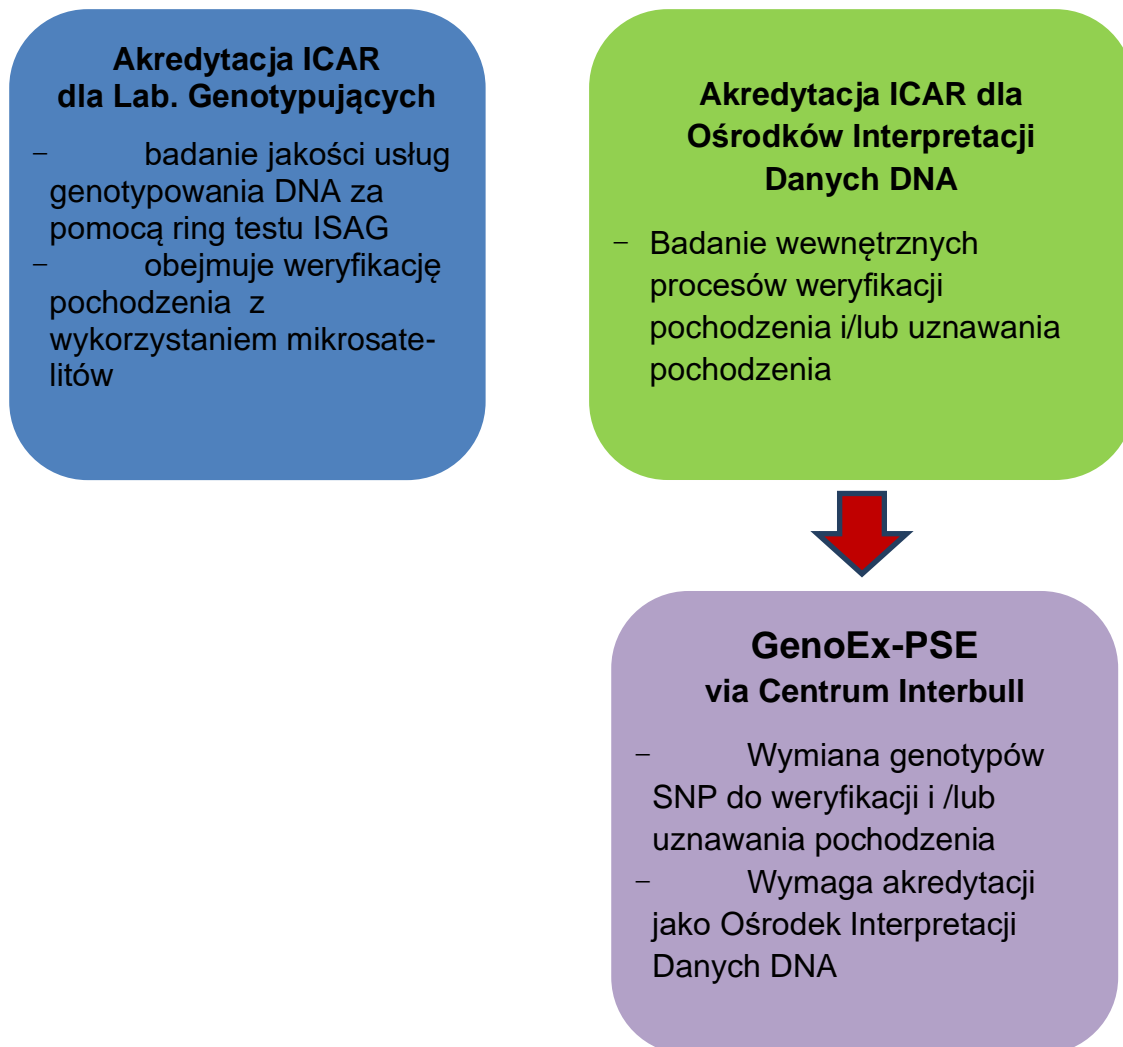 Akredytacja ICAR
dla Lab. Genotypujących
– badanie jakości usług
genotypowania DNA za
pomocą ring testu ISAG
– obejmuje weryfikację
pochodzenia z
wykorzystaniem mikrosate-
litów
Akredytacja ICAR dla
Ośrodków Interpretacji
Danych DNA
– Badanie wewnętrznych
procesów weryfikacji
pochodzenia i/lub uznawania
pochodzenia
GenoEx-PSE
via Centrum Interbull
– Wymiana genotypów
SNP do weryfikacji i /lub
uznawania pochodzenia
– Wymaga akredytacji
jako Ośrodek Interpretacji
Danych DNA